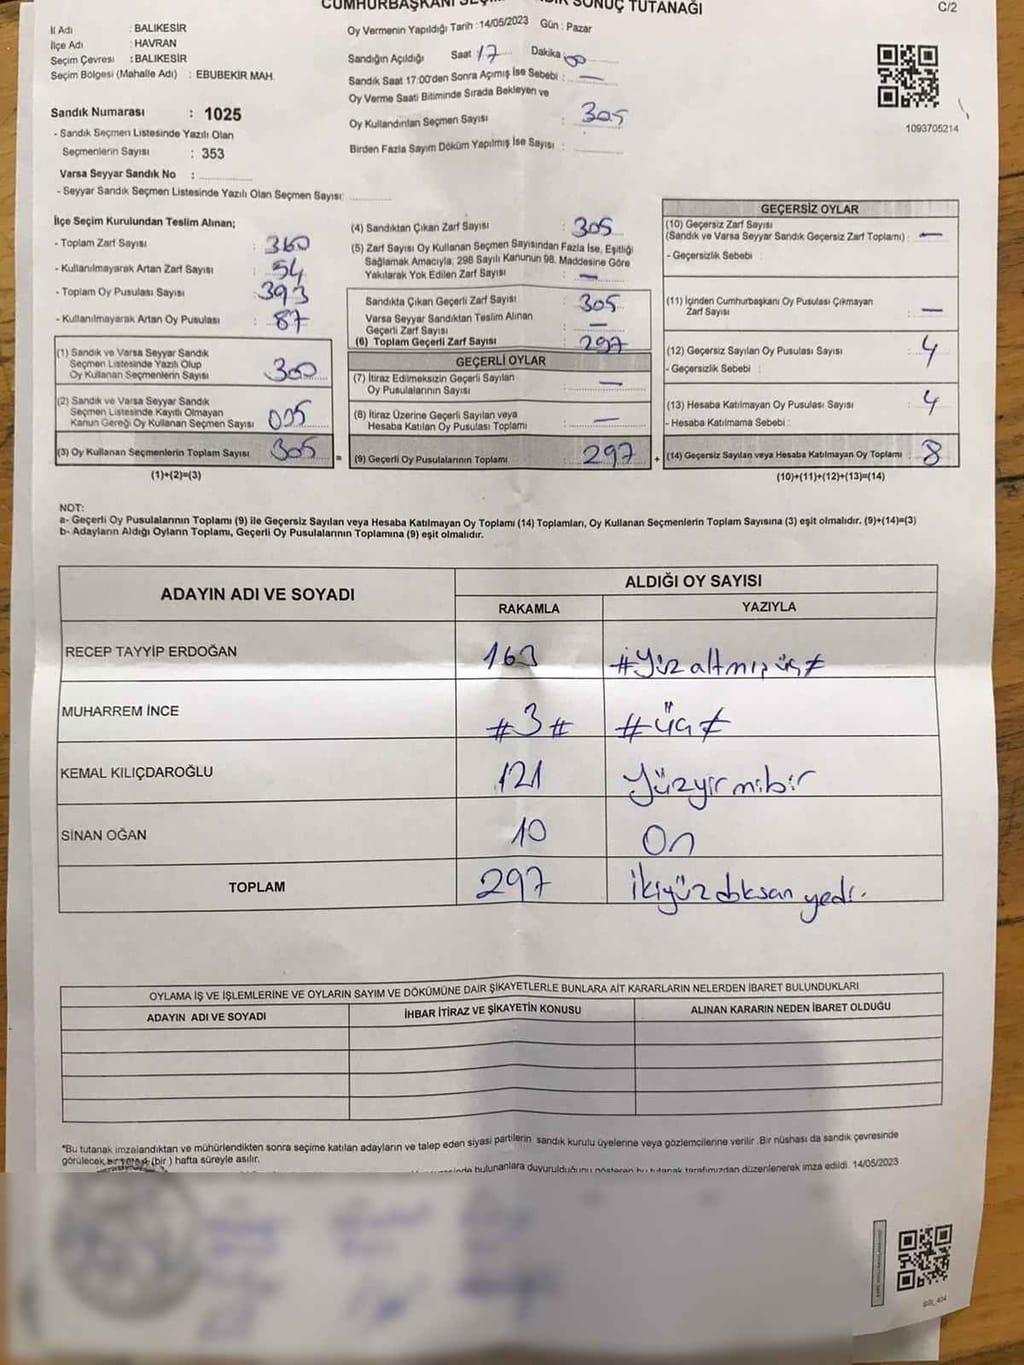 SONUÇ TUTANAĞI
C/2
İl Adı : BALIKESİR
İlçe Adı : HAVRAN
Seçim Çevresi : BALIKESİR
Seçim Bölgesi (Mahalle Adı) : EBUBEKİR MAH.
Sandık Numarası : 1025
- Sandık Seçmen Listesinde Yazılı Olan
Seçmenlerin Sayısı : 353
Varsa Seyyar Sandık No :
- Seyyar Sandık Seçmen Listesinde Yazılı Olan Seçmen Sayısı:
Oy Vermenin Yapıldığı Tarih : 14/05/2023 Gün : Pazar
Sandığın Açıldığı Saat 17 Dakika 00
Sandık Saat 17:00'den Sonra Açımış İse Sebebi : —
Oy Verme Saati Bitiminde Sırada Bekleyen ve
Oy Kullandırılan Seçmen Sayısı : 305
Birden Fazla Sayım Döküm Yapılmış İse Sayısı :
1093705214
İlçe Seçim Kurulundan Teslim Alınan;
- Toplam Zarf Sayısı : 360
- Kullanılmayarak Artan Zarf Sayısı : 54
- Toplam Oy Pusulası Sayısı : 393
- Kullanılmayarak Artan Oy Pusulası : 87
(1) Sandık ve Varsa Seyyar Sandık
Seçmen Listesinde Yazılı Olup
Oy Kullanan Seçmenlerin Sayısı 300
(2) Sandık ve Varsa Seyyar Sandık
Seçmen Listesinde Kayıtlı Olmayan
Kanun Gereği Oy Kullanan Seçmen Sayısı 005
(3) Oy Kullanan Seçmenlerin Toplam Sayısı 305 =
(1)+(2)=(3)
(4) Sandıktan Çıkan Zarf Sayısı : 305
(5) Zarf Sayısı Oy Kullanan Seçmen Sayısından Fazla İse, Eşitliği
Sağlamak Amacıyla, 298 Sayılı Kanunun 98. Maddesine Göre
Yakılarak Yok Edilen Zarf Sayısı : —
Sandıkta Çıkan Geçerli Zarf Sayısı : 305
Varsa Seyyar Sandıktan Teslim Alınan
Geçerli Zarf Sayısı : —
(6) Toplam Geçerli Zarf Sayısı : 297
GEÇERLİ OYLAR
(7) İtiraz Edilmeksizin Geçerli Sayılan
Oy Pusulalarının Sayısı : —
(8) İtiraz Üzerine Geçerli Sayılan veya
Hesaba Katılan Oy Pusulası Toplamı : —
(9) Geçerli Oy Pusulalarının Toplamı 297 +
GEÇERSİZ OYLAR
(10) Geçersiz Zarf Sayısı
(Sandık ve Varsa Seyyar Sandık Geçersiz Zarf Toplamı) : —
- Geçersizlik Sebebi :
(11) İçinden Cumhurbaşkanı Oy Pusulası Çıkmayan
Zarf Sayısı : —
(12) Geçersiz Sayılan Oy Pusulası Sayısı : 4
- Geçersizlik Sebebi :
(13) Hesaba Katılmayan Oy Pusulası Sayısı : 4
- Hesaba Katılmama Sebebi :
(14) Geçersiz Sayılan veya Hesaba Katılmayan Oy Toplamı : 8
(10)+(11)+(12)+(13)=(14)
NOT:
a- Geçerli Oy Pusulalarının Toplamı (9) ile Geçersiz Sayılan veya Hesaba Katılmayan Oy Toplamı (14) Toplamları, Oy Kullanan Seçmenlerin Toplam Sayısına (3) eşit olmalıdır. (9)+(14)=(3)
b- Adayların Aldığı Oyların Toplamı, Geçerli Oy Pusulalarının Toplamına (9) eşit olmalıdır.
ADAYIN ADI VE SOYADI
ALDIĞI OY SAYISI
RAKAMLA YAZIYLA
RECEP TAYYİP ERDOĞAN 163 #Yüz altmış üç#
MUHARREM İNCE #3# #üç#
KEMAL KILIÇDAROĞLU 121 Yüzyirmibir
SİNAN OĞAN 10 On
TOPLAM 297 ikiyüzdoksan yedi.
OYLAMA İŞ VE İŞLEMLERİNE VE OYLARIN SAYIM VE DÖKÜMÜNE DAİR ŞİKAYETLERLE BUNLARA AİT KARARLARIN NELERDEN İBARET BULUNDUKLARI
ADAYIN ADI VE SOYADI İHBAR İTİRAZ VE ŞİKAYETİN KONUSU ALINAN KARARIN NEDEN İBARET OLDUĞU
*Bu tutanak imzalandıktan ve mühürlendikten sonra seçime katılan adayların ve talep eden siyasi partilerin sandık kurulu üyelerine veya gözlemcilerine verilir .Bir nüshası da sandık çevresinde
görülecek bir yere (bir ) hafta süreyle asılır.
bulunanlara duyurulduğunu gösteren bu tutanak tarafımızdan düzenlenerek imza edildi. 14/05/2023